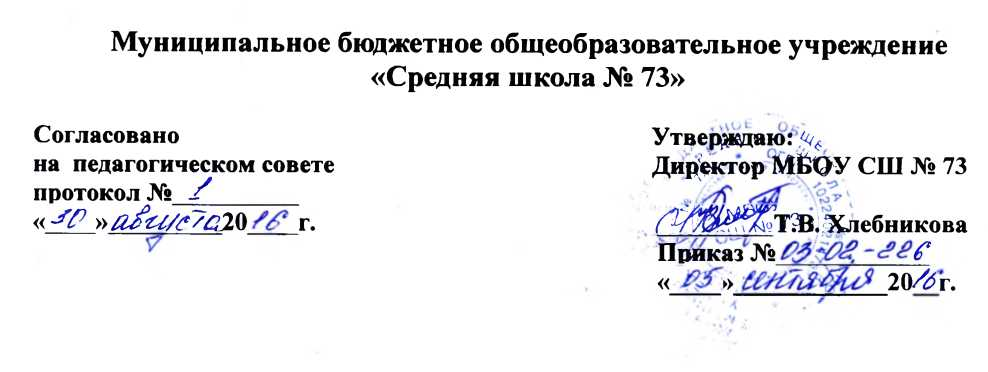 Муниципальное бюджетное общеобразовательное учреждение
«Средняя школа № 73»
Согласовано
на педагогическом совете
протокол № 1
«30» августа 2016 г.
Утверждаю:
Директор МБОУ СШ № 73
Т.В. Хлебникова
Приказ № 03-02-226
«05» сентября 2016 г.